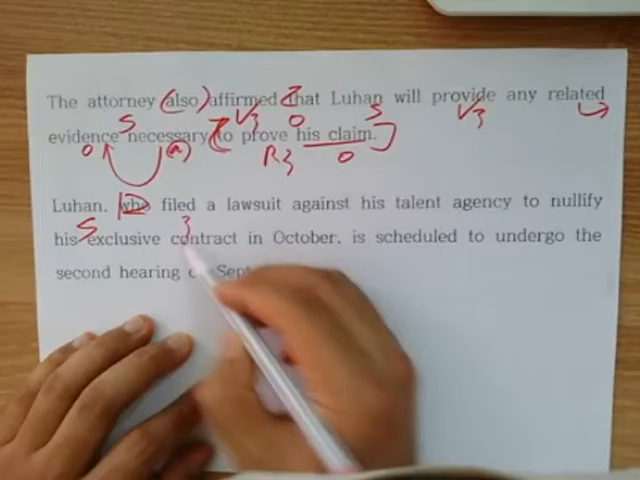 The attorney also affirmed that Luhan will provide any related
evidence necessary to prove his claim.
Luhan, who filed a lawsuit against his talent agency to nullify
his exclusive contract in October, is scheduled to undergo the
second hearing Sept